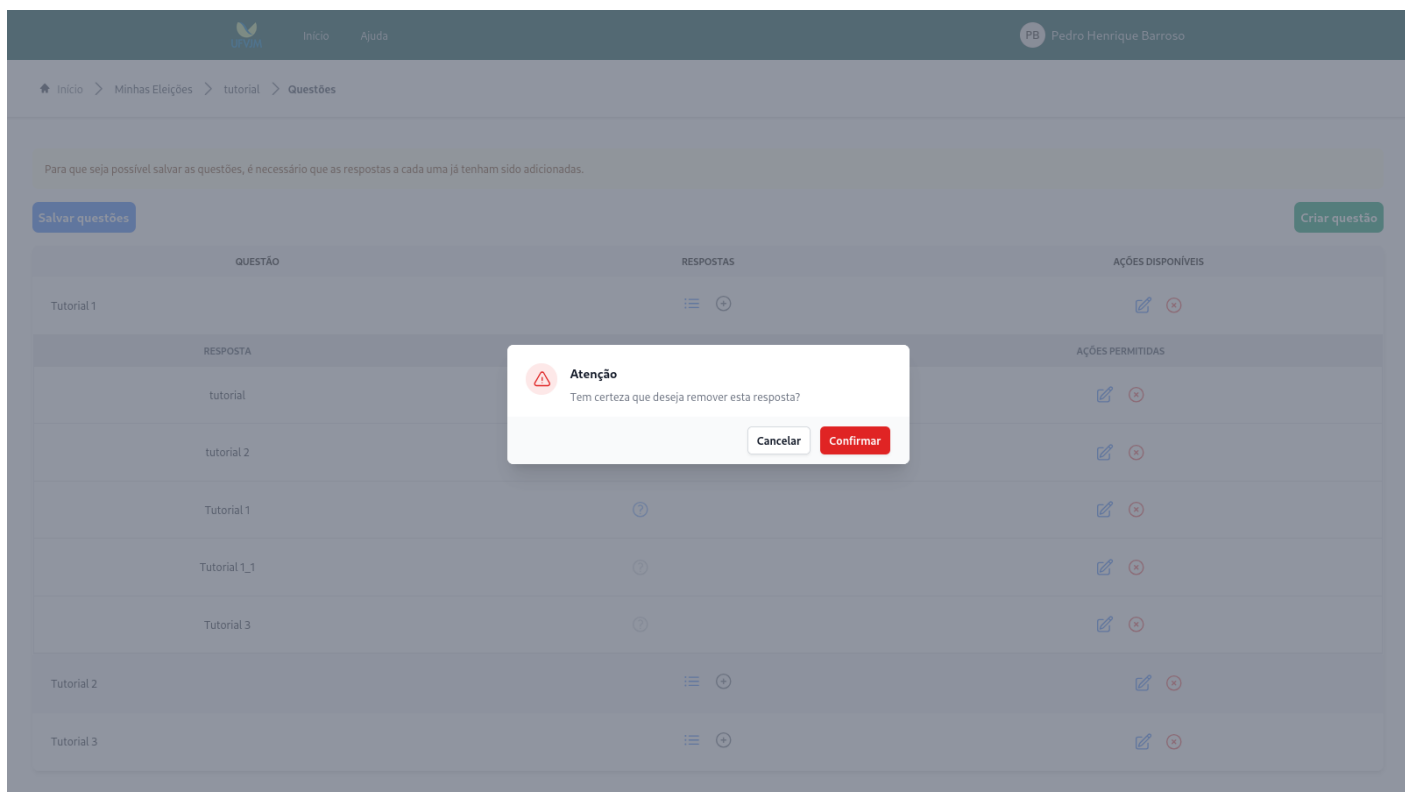 UFVJM
Início Ajuda
PB Pedro Henrique Barroso
Início Minhas Eleições tutorial Questões
Para que seja possível salvar as questões, é necessário que as respostas a cada uma já tenham sido adicionadas.
Salvar questões Criar questão
QUESTÃO RESPOSTAS AÇÕES DISPONÍVEIS
Tutorial 1
RESPOSTA AÇÕES PERMITIDAS
Atenção
Tem certeza que deseja remover esta resposta?
Cancelar Confirmar
tutorial
tutorial 2
Tutorial 1
Tutorial 1_1
Tutorial 3
Tutorial 2
Tutorial 3